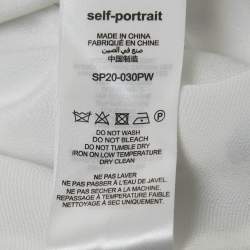 self-portrait
MADE IN CHINA
FABRIQUÉ EN CHINE
صنع في الصين
中国制造
SP20-030PW
DO NOT WASH
DO NOT BLEACH
DO NOT TUMBLE DRY
IRON ON LOW TEMPERATURE
DRY CLEAN
NE PAS LAVER
NE PAS PASSER À L'EAU DE JAVEL.
NE PAS SECHER A LA MACHINE.
REPASSAGE A TEMPERATURE FAIBLE
NETTOYAGE A SEC UNIQUEMENT.